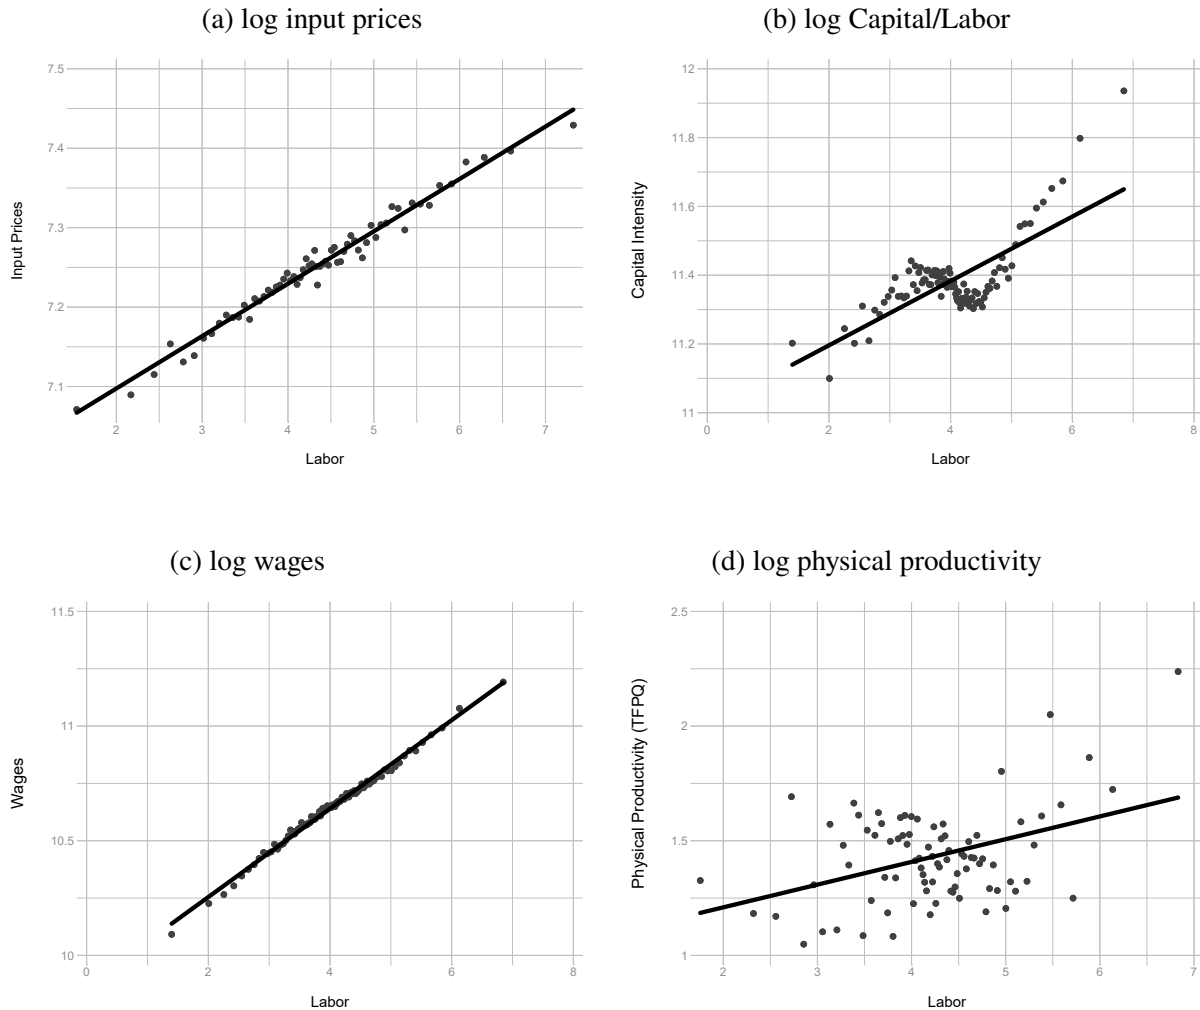 (a) log input prices
7.5
7.4
7.3
7.2
7.1
Input Prices
2 3 4 5 6 7
Labor
(b) log Capital/Labor
12
11.8
11.6
11.4
11.2
11
Capital Intensity
0 2 4 6 8
Labor
(c) log wages
11.5
11
10.5
10
Wages
0 2 4 6 8
Labor
(d) log physical productivity
2.5
2
1.5
1
Physical Productivity (TFPQ)
2 3 4 5 6 7
Labor